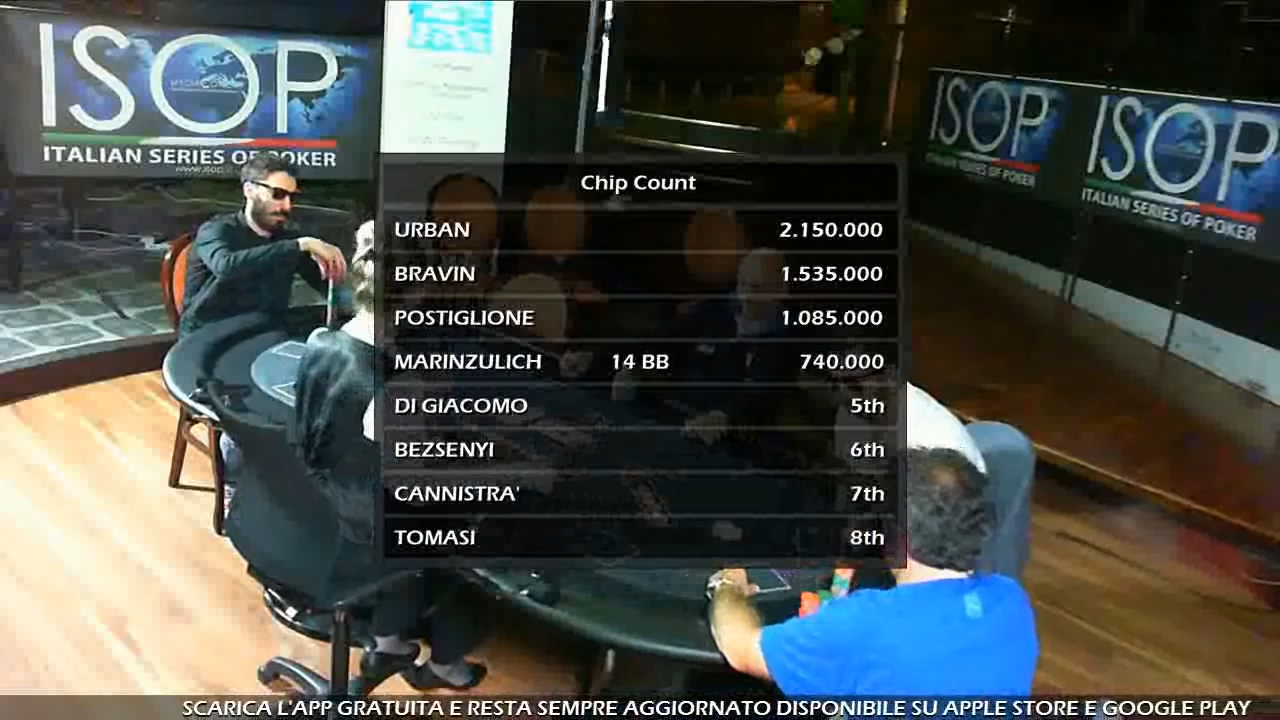 ISOP
ITALIAN SERIES OF POKER
ISOP
ITALIAN SERIES OF POKER
ISOP
ITALIAN SERIES OF POKER
Chip Count
URBAN 2.150.000
BRAVIN 1.535.000
POSTIGLIONE 1.085.000
MARINZULICH 14 BB 740.000
DI GIACOMO 5th
BEZSENYI 6th
CANNISTRA' 7th
TOMASI 8th
SCARICA L'APP GRATUITA E RESTA SEMPRE AGGIORNATO DISPONIBILE SU APPLE STORE E GOOGLE PLAY